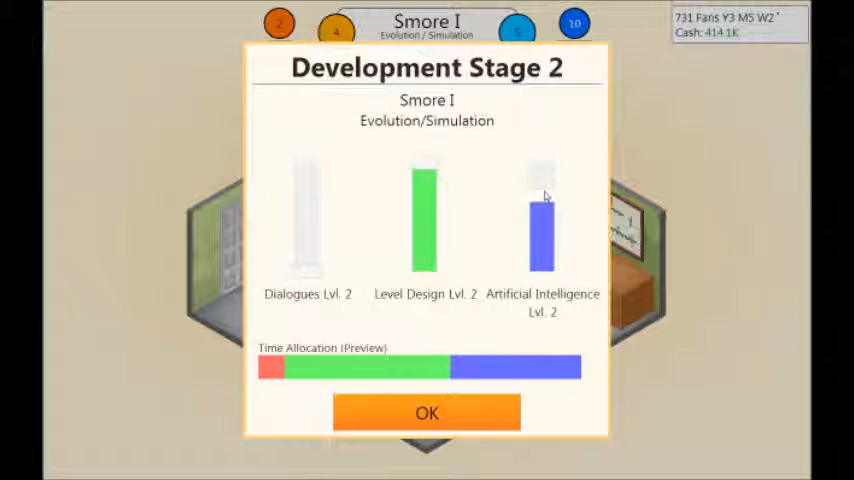 2
4
Smore I
Evolution / Simulation
5
10
731 Fans Y3 M5 W2
Cash: 414.1K
Development Stage 2
Smore I
Evolution/Simulation
Dialogues Lvl. 2
Level Design Lvl. 2
Artificial Intelligence
Lvl. 2
Time Allocation (Preview)
OK